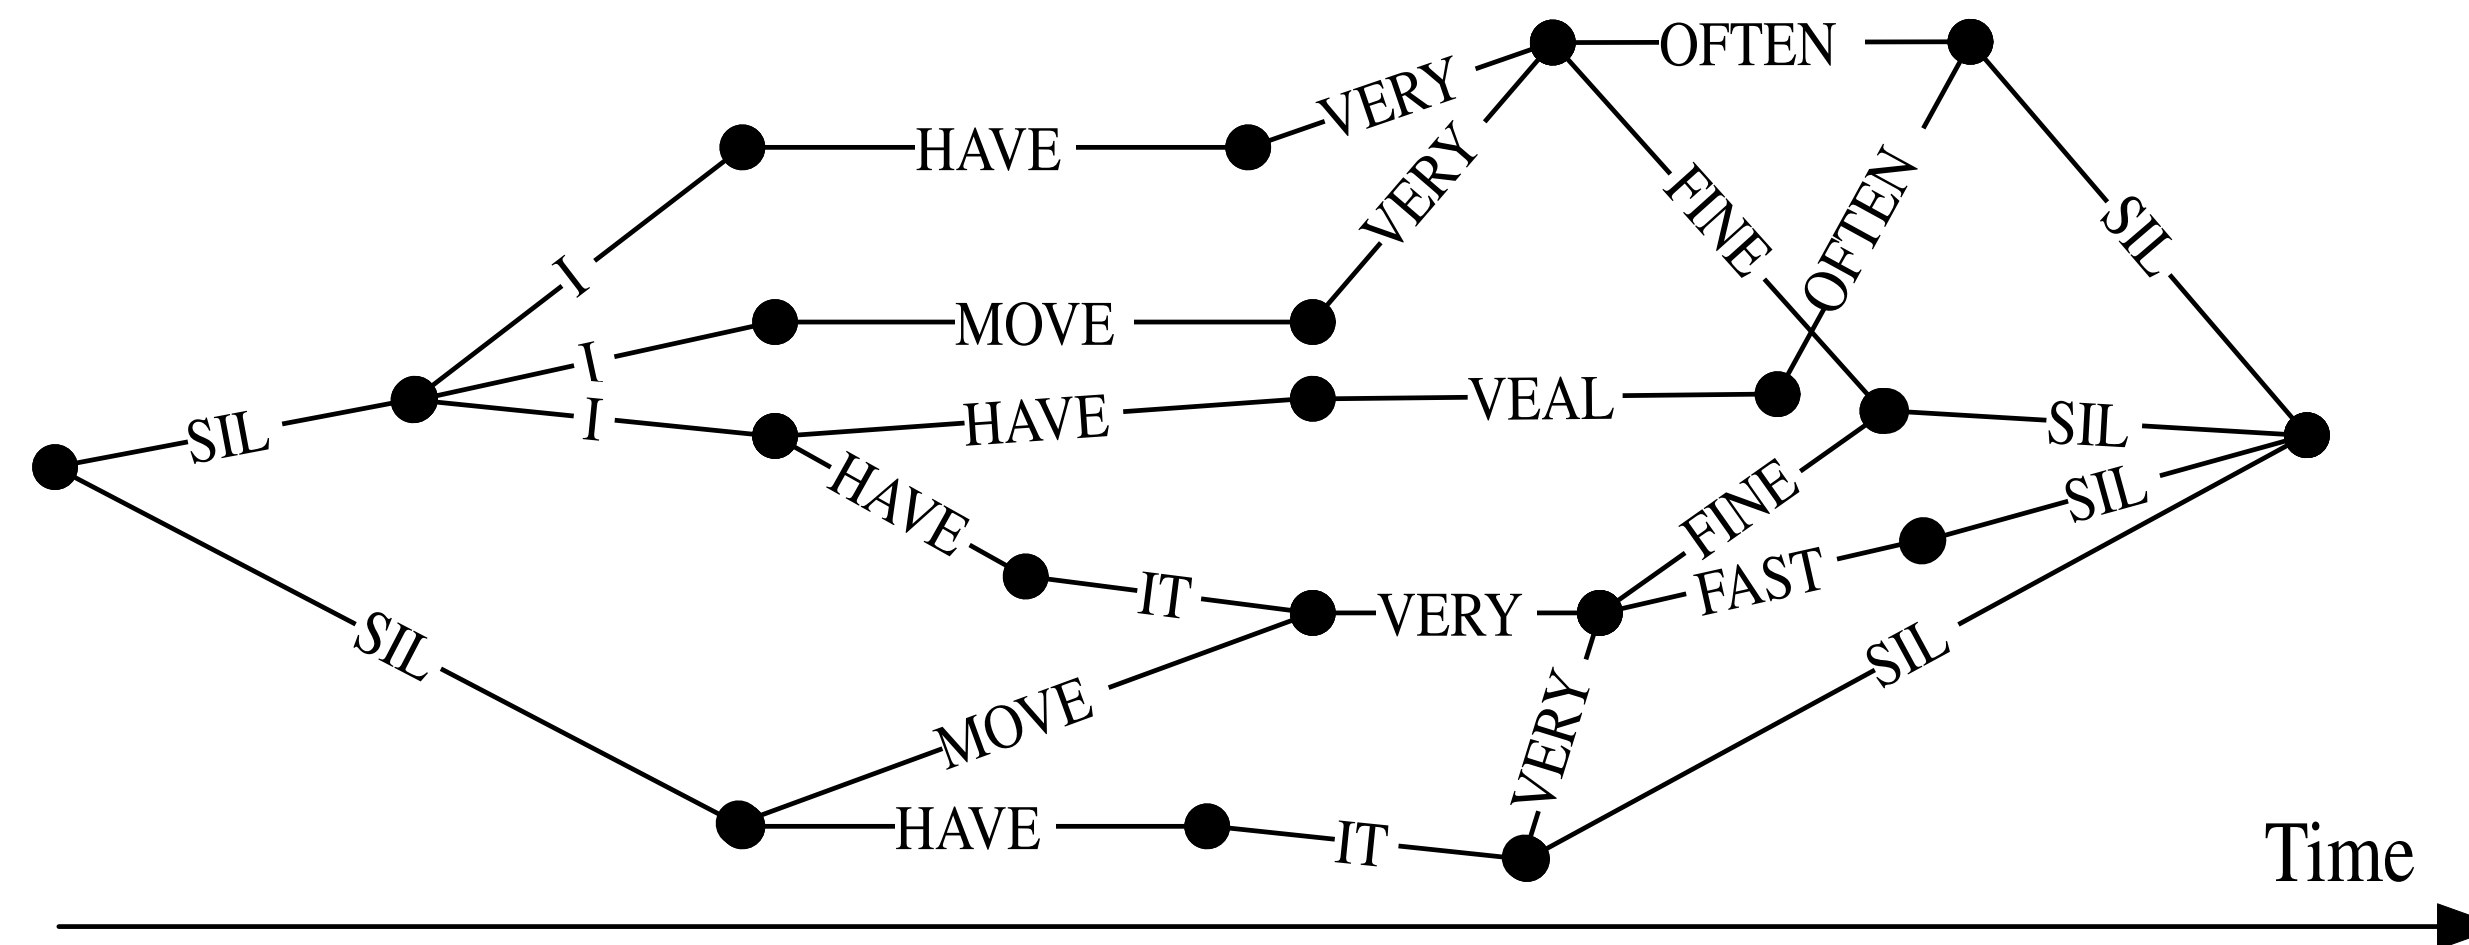 OFTEN
VERY
HAVE
VERY
FINE
OFTEN
SIL
I
MOVE
I
I
HAVE
VEAL
SIL
SIL
HAVE
FINE
SIL
IT
VERY
FAST
SIL
MOVE
VERY
SIL
HAVE
IT
Time